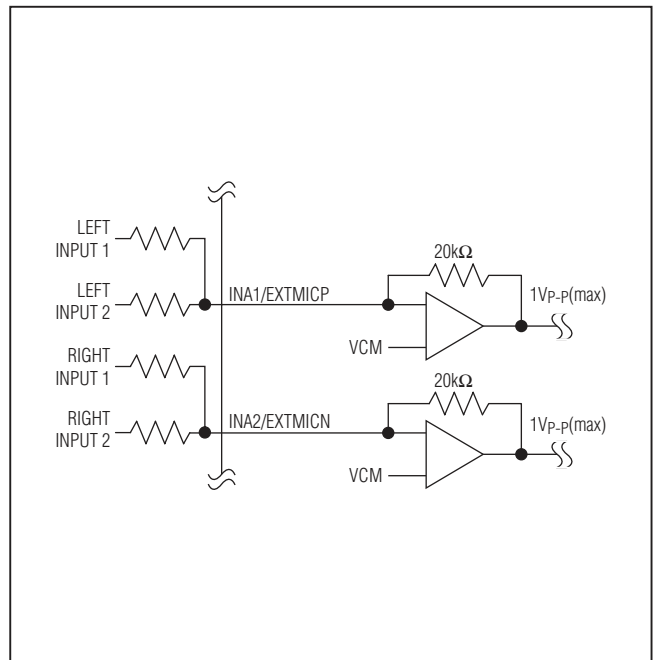 LEFT
INPUT 1
LEFT
INPUT 2
INA1/EXTMICP
20kΩ
1VP-P(max)
VCM
RIGHT
INPUT 1
RIGHT
INPUT 2
INA2/EXTMICN
20kΩ
1VP-P(max)
VCM